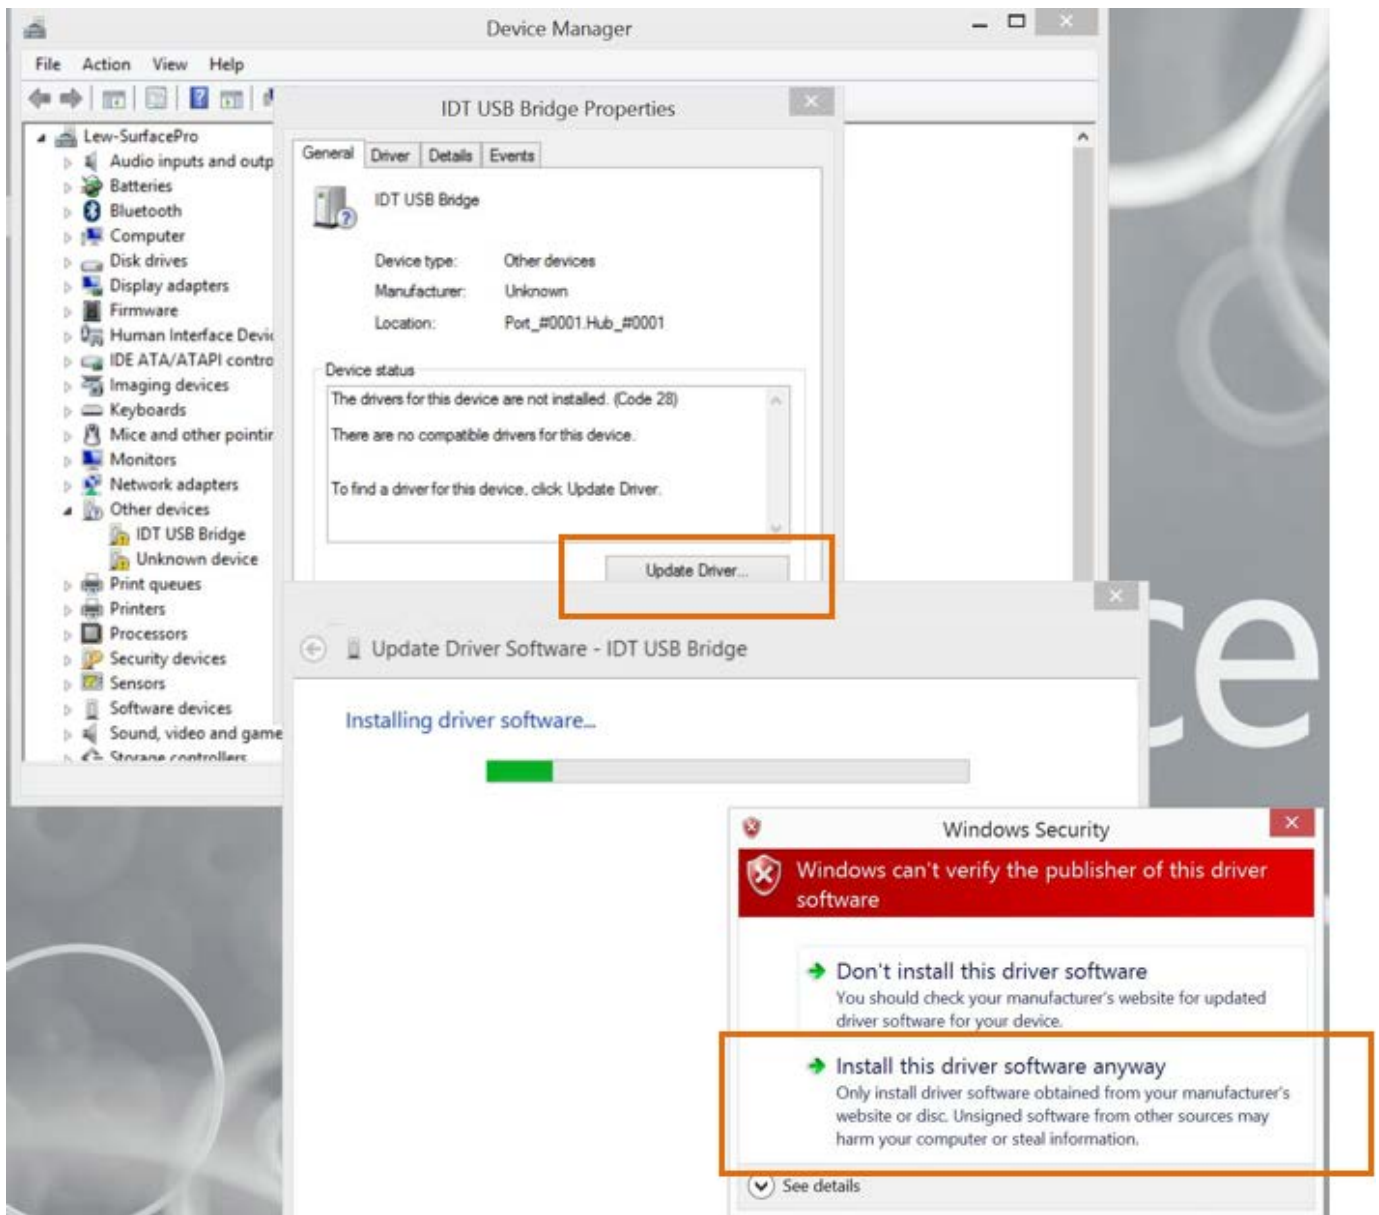 Device Manager
File Action View Help
IDT USB Bridge Properties
Lew-SurfacePro
Audio inputs and outp
Batteries
Bluetooth
Computer
Disk drives
Display adapters
Firmware
Human Interface Devic
IDE ATA/ATAPI contro
Imaging devices
Keyboards
Mice and other pointin
Monitors
Network adapters
Other devices
IDT USB Bridge
Unknown device
Print queues
Printers
Processors
Security devices
Sensors
Software devices
Sound, video and game
Storage controllers
General Driver Details Events
IDT USB Bridge
Device type: Other devices
Manufacturer: Unknown
Location: Port_#0001.Hub_#0001
Device status
The drivers for this device are not installed. (Code 28)
There are no compatible drivers for this device.
To find a driver for this device, click Update Driver.
Update Driver...
ce
Update Driver Software - IDT USB Bridge
Installing driver software...
Windows Security
Windows can't verify the publisher of this driver
software
Don't install this driver software
You should check your manufacturer's website for updated
driver software for your device.
Install this driver software anyway
Only install driver software obtained from your manufacturer's
website or disc. Unsigned software from other sources may
harm your computer or steal information.
See details